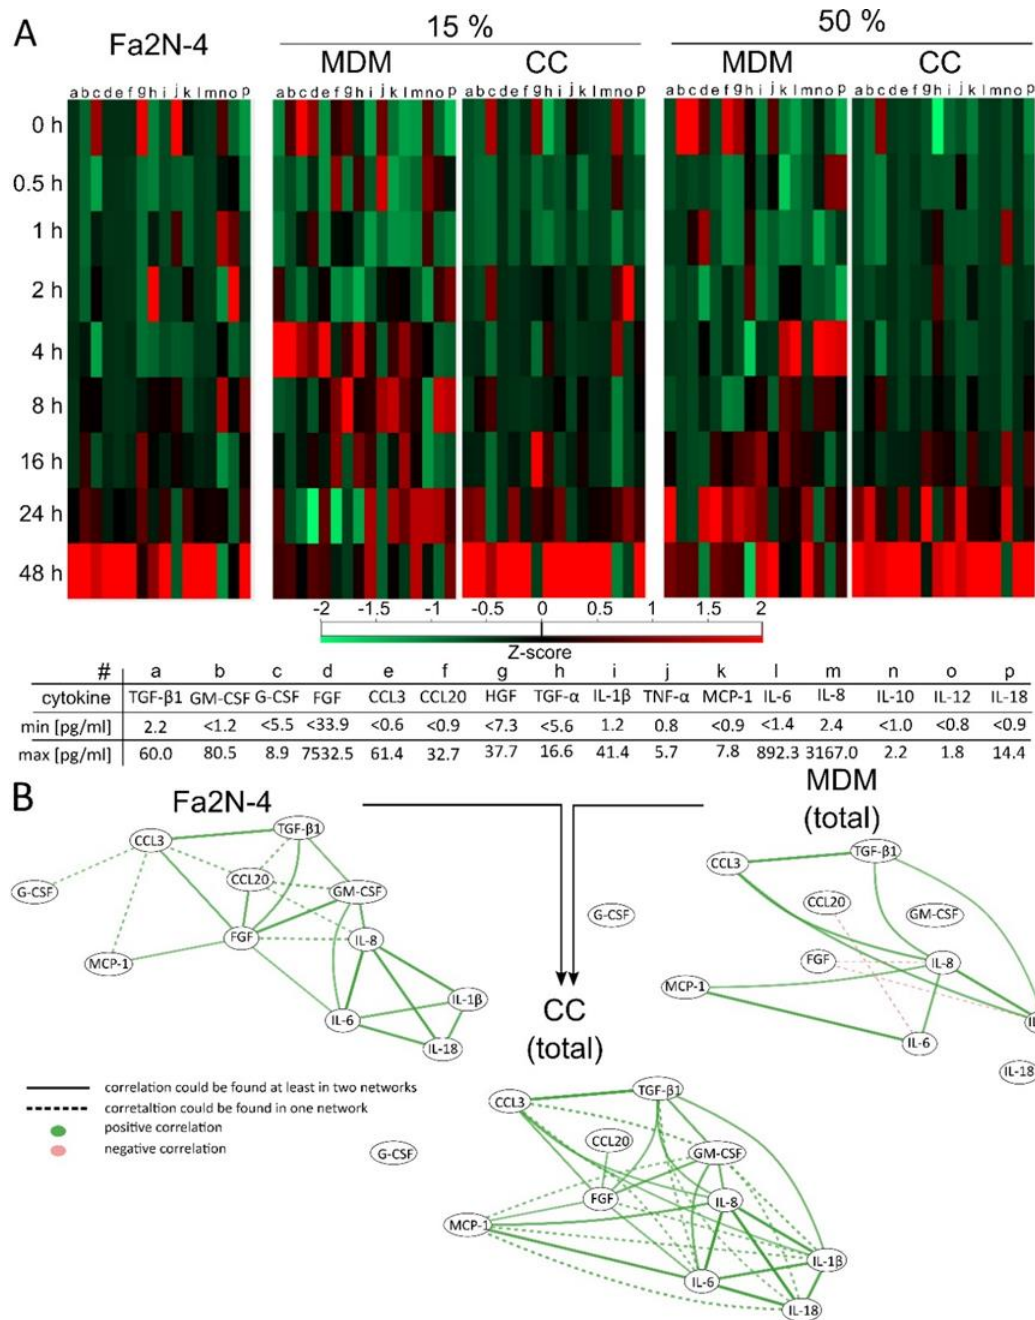 A
Fa2N-4
15 %
50 %
MDM
CC
MDM
CC
a b c d e f g h i j k l m n o p
a b c d e f g h i j k l m n o p
a b c d e f g h i j k l m n o p
a b c d e f g h i j k l m n o p
a b c d e f g h i j k l m n o p
0 h
0.5 h
1 h
2 h
4 h
8 h
16 h
24 h
48 h
-2 -1.5 -1 -0.5 0 0.5 1 1.5 2
Z-score
# a b c d e f g h i j k l m n o p
cytokine TGF-β1 GM-CSF G-CSF FGF CCL3 CCL20 HGF TGF-α IL-1β TNF-α MCP-1 IL-6 IL-8 IL-10 IL-12 IL-18
min [pg/ml] 2.2 <1.2 <5.5 <33.9 <0.6 <0.9 <7.3 <5.6 1.2 0.8 <0.9 <1.4 2.4 <1.0 <0.8 <0.9
max [pg/ml] 60.0 80.5 8.9 7532.5 61.4 32.7 37.7 16.6 41.4 5.7 7.8 892.3 3167.0 2.2 1.8 14.4
B
Fa2N-4
MDM
(total)
CCL3
TGF-β1
G-CSF
CCL20
GM-CSF
FGF
IL-8
MCP-1
IL-1β
IL-6
IL-18
G-CSF
CCL3
TGF-β1
CCL20
GM-CSF
FGF
IL-8
MCP-1
IL
IL-6
IL-18
CC
(total)
correlation could be found at least in two networks
corretaltion could be found in one network
positive correlation
negative correlation
G-CSF
CCL3
TGF-β1
CCL20
GM-CSF
FGF
IL-8
MCP-1
IL-1β
IL-6
IL-18